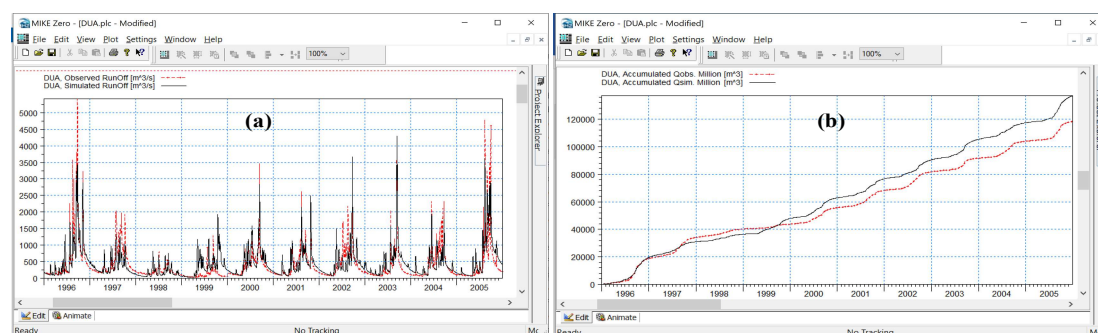 MIKE Zero - [DUA.plc - Modified]
File Edit View Plot Settings Window Help
100%
DUA, Observed RunOff [m^3/s]
DUA, Simulated RunOff [m^3/s]
(a)
5000
4500
4000
3500
3000
2500
2000
1500
1000
500
0
1996 1997 1998 1999 2000 2001 2002 2003 2004 2005
Project Explorer
Edit Animate
Ready No Tracking
MIKE Zero - [DUA.plc - Modified]
File Edit View Plot Settings Window Help
100%
DUA, Accumulated Qobs. Million [m^3]
DUA, Accumulated Qsim. Million [m^3]
(b)
120000
100000
80000
60000
40000
20000
0
1996 1997 1998 1999 2000 2001 2002 2003 2004 2005
Edit Animate
Ready No Tracking